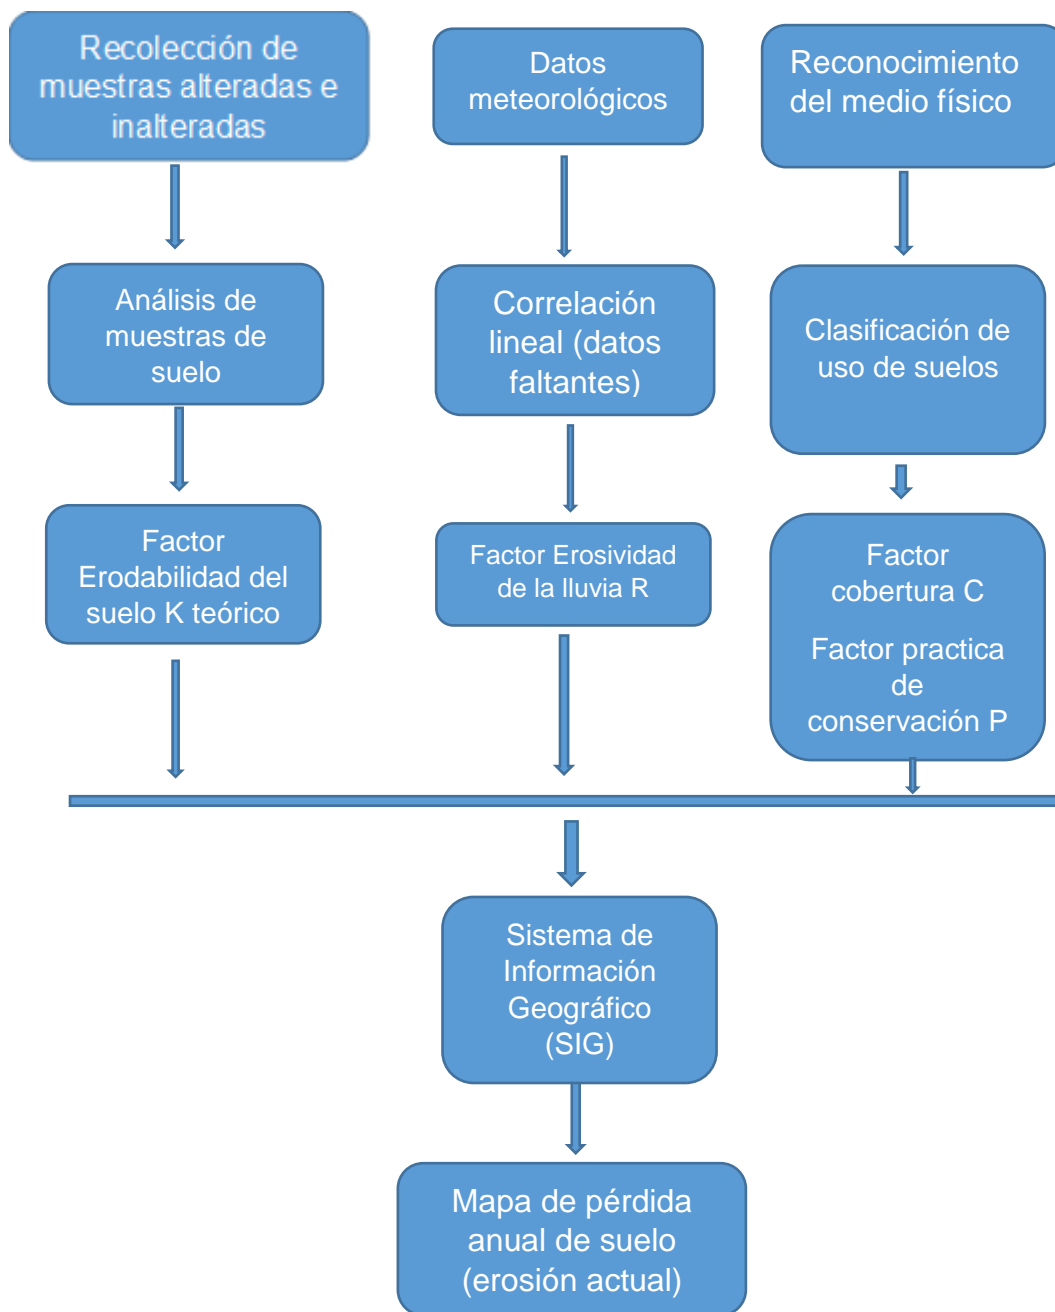 Recolección de
muestras alteradas e
inalteradas
Datos
meteorológicos
Reconocimiento
del medio físico
Análisis de
muestras de
suelo
Correlación
lineal (datos
faltantes)
Clasificación de
uso de suelos
Factor
Erodabilidad del
suelo K teórico
Factor Erosividad
de la lluvia R
Factor
cobertura C
Factor practica
de
conservación P
Sistema de
Información
Geográfico
(SIG)
Mapa de pérdida
anual de suelo
(erosión actual)